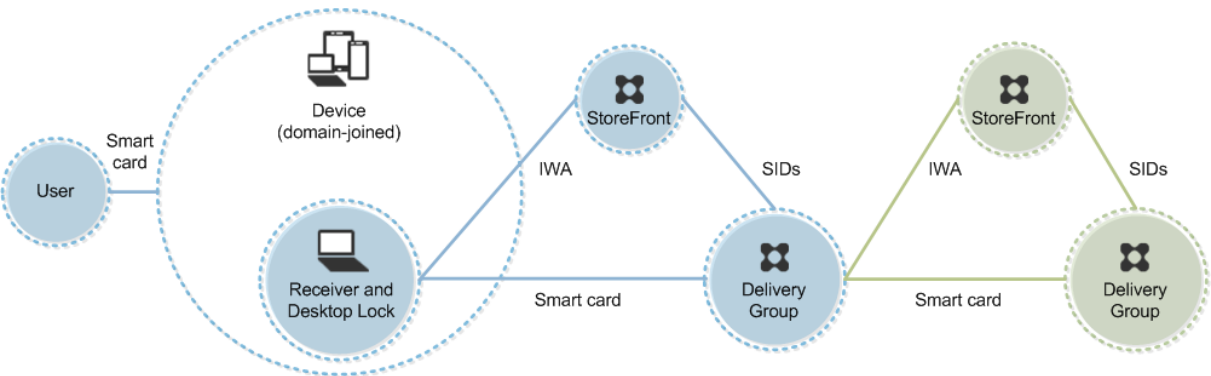 User
Smart
card
Device
(domain-joined)
Receiver and
Desktop Lock
IWA
StoreFront
SIDs
Smart card
Delivery
Group
IWA
StoreFront
SIDs
Smart card
Delivery
Group